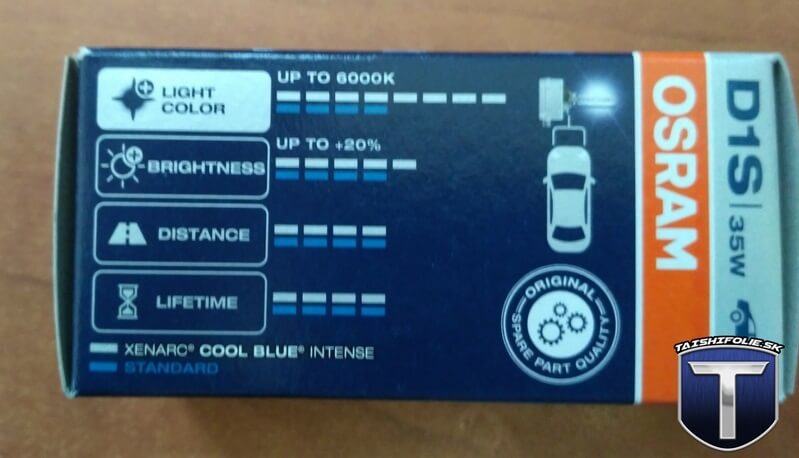 LIGHT
COLOR
UP TO 6000K
BRIGHTNESS
UP TO +20%
DISTANCE
LIFETIME
XENARC® COOL BLUE® INTENSE
STANDARD
ORIGINAL
SPARE PART QUALITY
OSRAM
D1S | 35W
TAISHIFOLIE.SK
T